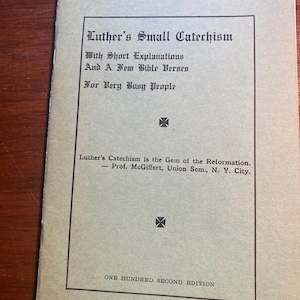 Luther's Small Catechism
With Short Explanations
And A Few Bible Verses
For Very Busy People
Luther's Catechism is the Gem of the Reformation.
— Prof. McGiffert, Union Sem., N. Y. City.
ONE HUNDRED SECOND EDITION